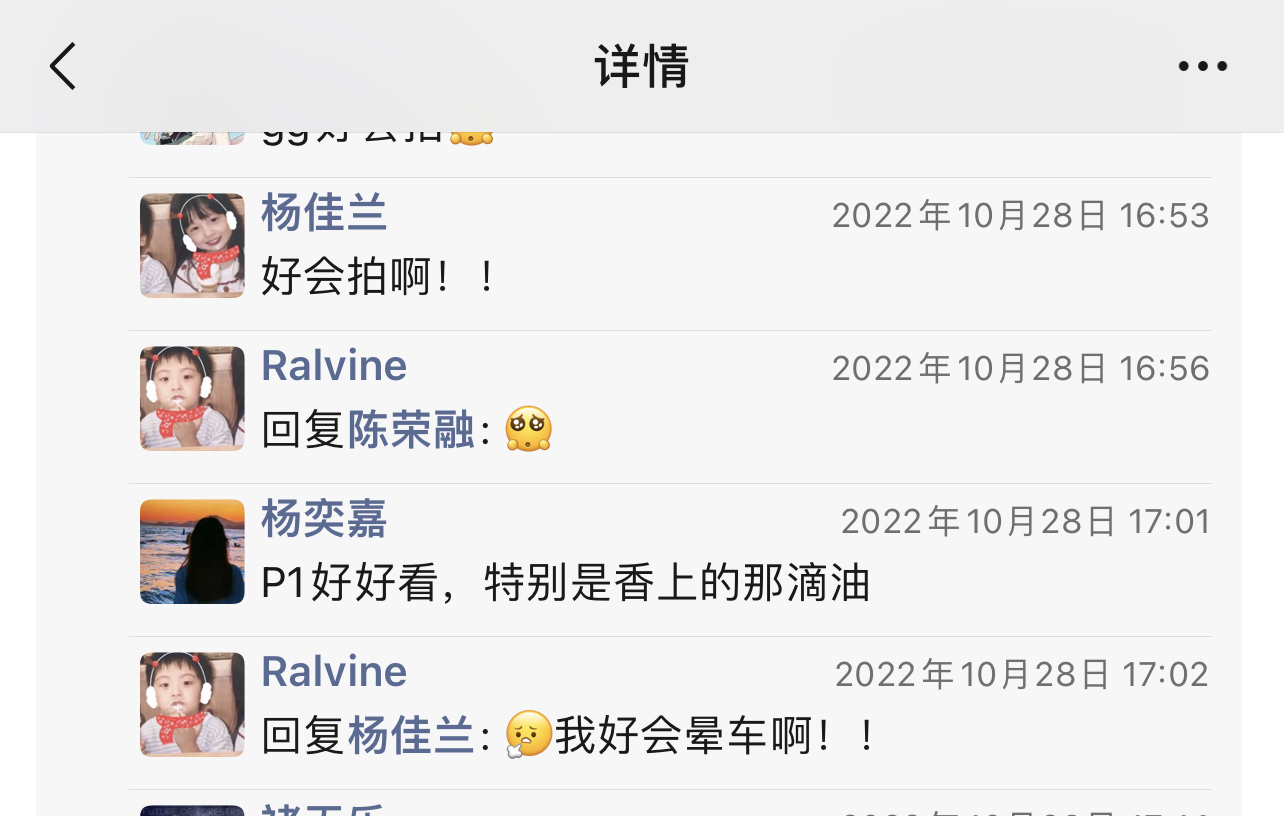 详情
gg好会拍🥺
杨佳兰 2022年10月28日 16:53
好会拍啊！！
Ralvine 2022年10月28日 16:56
回复陈荣融: 🥺
杨奕嘉 2022年10月28日 17:01
P1好好看，特别是香上的那滴油
Ralvine 2022年10月28日 17:02
回复杨佳兰: 😮‍💨我好会晕车啊！！